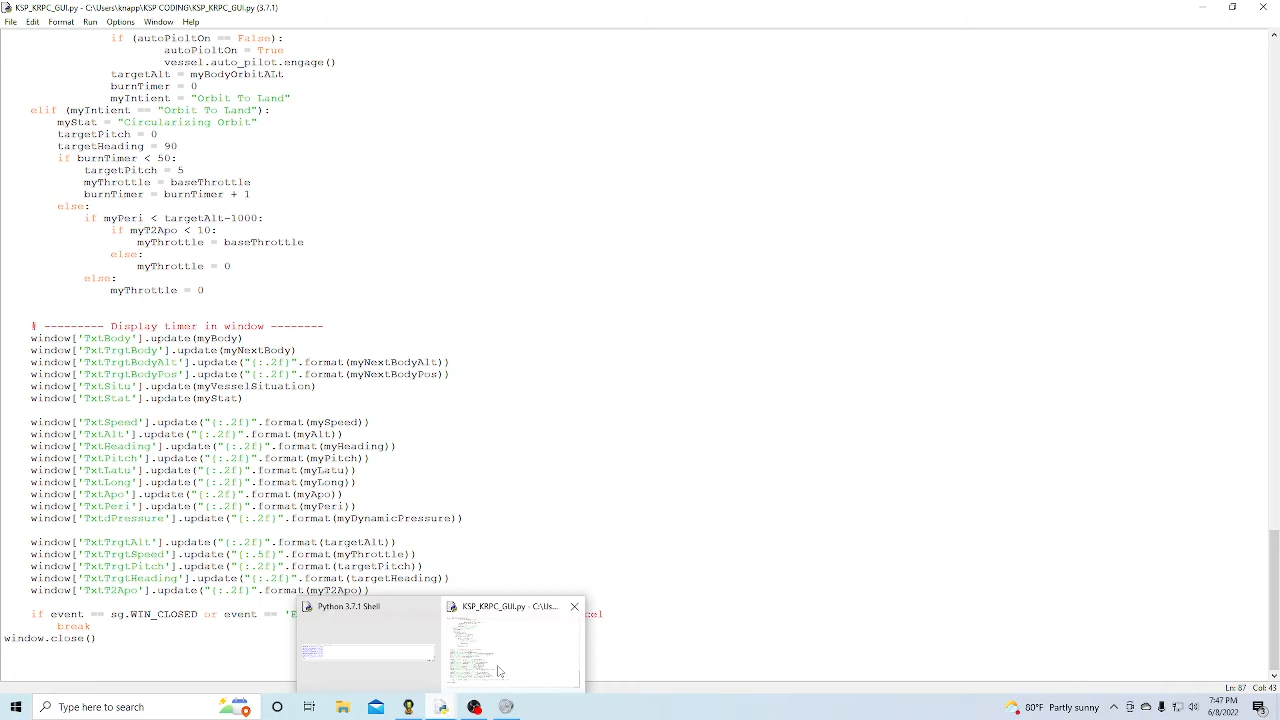 KSP_KRPC_GUI.py - C:\Users\knapp\KSP CODING\KSP_KRPC_GUI.py (3.7.1)
File Edit Format Run Options Window Help
if (autoPioltOn == False):
autoPioltOn = True
vessel.auto_pilot.engage()
targetAlt = myBodyOrbitALt
burnTimer = 0
myIntient = "Orbit To Land"
elif (myIntient == "Orbit To Land"):
myStat = "Circularizing Orbit"
targetPitch = 0
targetHeading = 90
if burnTimer < 50:
targetPitch = 5
myThrottle = baseThrottle
burnTimer = burnTimer + 1
else:
if myPeri < targetAlt-1000:
if myT2Apo < 10:
myThrottle = baseThrottle
else:
myThrottle = 0
else:
myThrottle = 0
# --------- Display timer in window --------
window['TxtBody'].update(myBody)
window['TxtTrgtBody'].update(myNextBody)
window['TxtTrgtBodyAlt'].update("{:.2f}".format(myNextBodyAlt))
window['TxtTrgtBodyPos'].update("{:.2f}".format(myNextBodyPos))
window['TxtSitu'].update(myVesselSituation)
window['TxtStat'].update(myStat)
window['TxtSpeed'].update("{:.2f}".format(mySpeed))
window['TxtAlt'].update("{:.2f}".format(myAlt))
window['TxtHeading'].update("{:.2f}".format(myHeading))
window['TxtPitch'].update("{:.2f}".format(myPitch))
window['TxtLatu'].update("{:.2f}".format(myLatu))
window['TxtLong'].update("{:.2f}".format(myLong))
window['TxtApo'].update("{:.2f}".format(myApo))
window['TxtPeri'].update("{:.2f}".format(myPeri))
window['TxtdPressure'].update("{:.2f}".format(myDynamicPressure))
window['TxtTrgtAlt'].update("{:.2f}".format(targetAlt))
window['TxtTrgtSpeed'].update("{:.5f}".format(myThrottle))
window['TxtTrgtPitch'].update("{:.2f}".format(targetPitch))
window['TxtTrgtHeading'].update("{:.2f}".format(targetHeading))
window['TxtT2Apo'].update("{:.2f}".format(myT2Apo))
if event == sg.WIN_CLOSED or event == 'E cel
break
window.close()
Python 3.7.1 Shell
KSP_KRPC_GUI.py - C:\Us...
Ln: 87 Col: 43
Type here to search
80°F Partly sunny
7:47 PM
6/8/2022